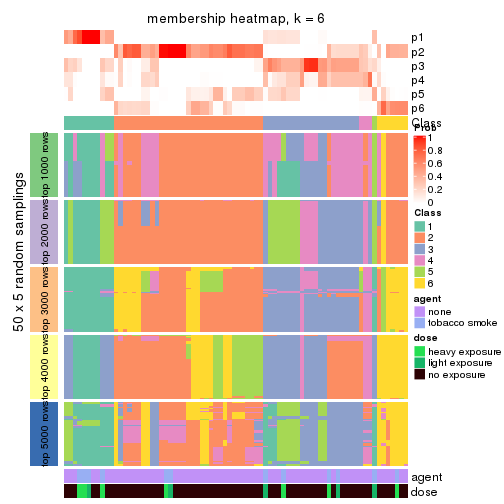 membership heatmap, k = 6
p1
p2
p3
p4
p5
p6
Class
50 x 5 random samplings
top 1000 rows
top 2000 rows
top 3000 rows
top 4000 rows
top 5000 rows
agent
dose
Prob
1
0.8
0.6
0.4
0.2
0
Class
1
2
3
4
5
6
agent
none
tobacco smoke
dose
heavy exposure
light exposure
no exposure